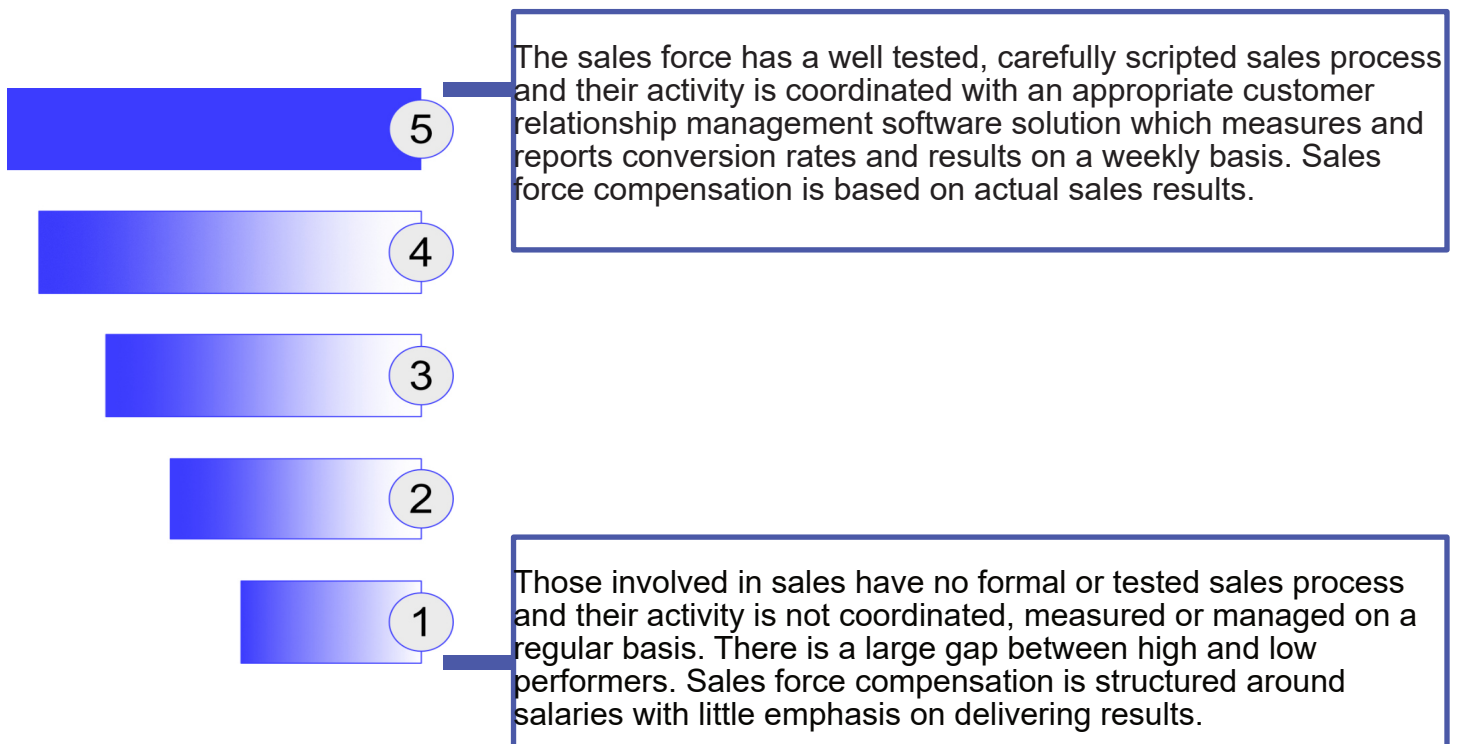 The sales force has a well tested, carefully scripted sales process
and their activity is coordinated with an appropriate customer
relationship management software solution which measures and
reports conversion rates and results on a weekly basis. Sales
force compensation is based on actual sales results.
5
4
3
2
1
Those involved in sales have no formal or tested sales process
and their activity is not coordinated, measured or managed on a
regular basis. There is a large gap between high and low
performers. Sales force compensation is structured around
salaries with little emphasis on delivering results.